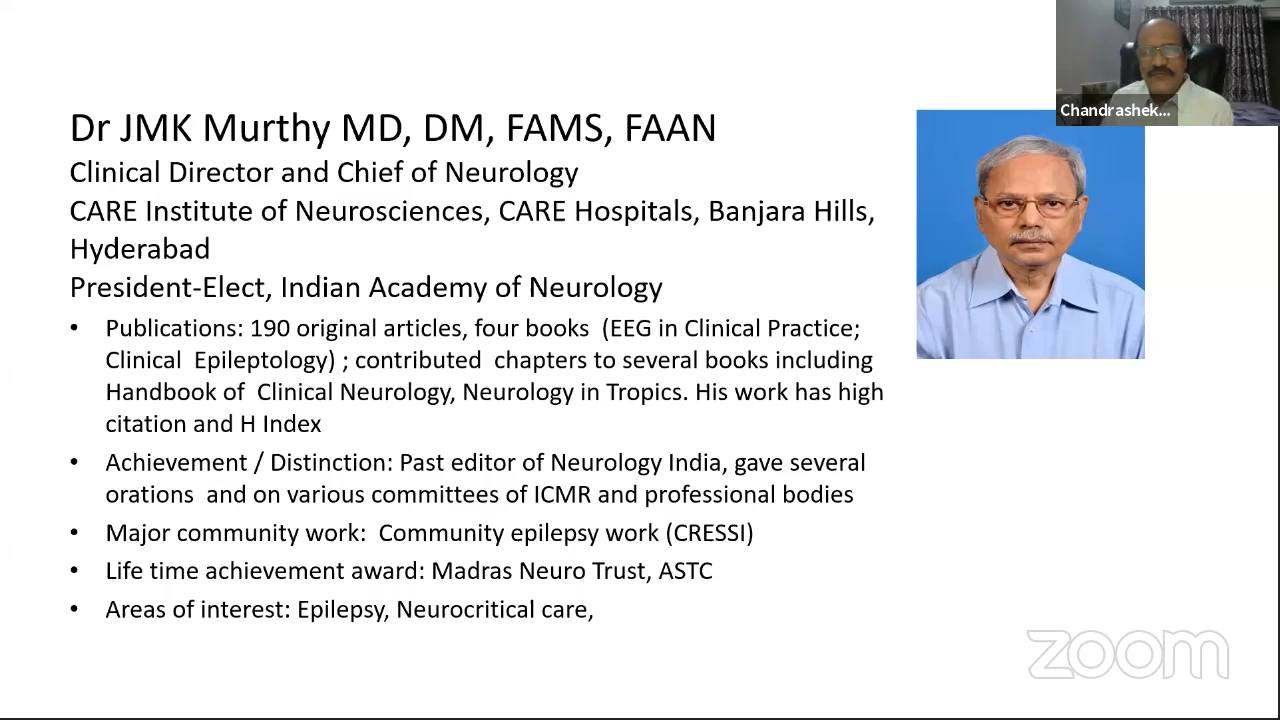 Dr JMK Murthy MD, DM, FAMS, FAAN
Clinical Director and Chief of Neurology
CARE Institute of Neurosciences, CARE Hospitals, Banjara Hills,
Hyderabad
President-Elect, Indian Academy of Neurology
• Publications: 190 original articles, four books (EEG in Clinical Practice;
Clinical Epileptology) ; contributed chapters to several books including
Handbook of Clinical Neurology, Neurology in Tropics. His work has high
citation and H Index
• Achievement / Distinction: Past editor of Neurology India, gave several
orations and on various committees of ICMR and professional bodies
• Major community work: Community epilepsy work (CRESSI)
• Life time achievement award: Madras Neuro Trust, ASTC
• Areas of interest: Epilepsy, Neurocritical care,
Chandrashek...
zoom